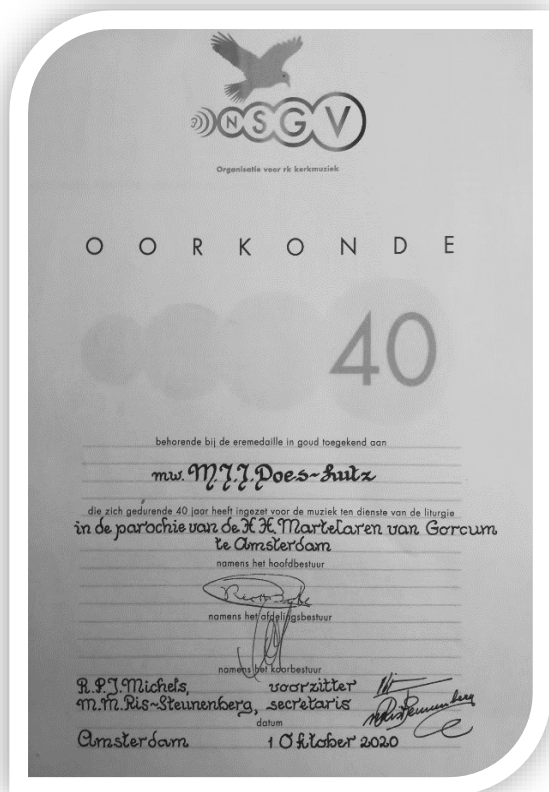 NSGV
Organisatie voor rk kerkmuziek
OORKONDE
40
behorende bij de eremedaille in goud toegekend aan
mw. M.J.J. Does~Lutz
die zich gedurende 40 jaar heeft ingezet voor de muziek ten dienste van de liturgie
in de parochie van de H.H. Martelaren van Gorcum
te Amsterdam
namens het hoofdbestuur
namens het afdelingsbestuur
namens het koorbestuur
R.P.J. Michels, voorzitter
M.M. Ris~Steunenberg, secretaris
datum
Amsterdam 1 Oktober 2020